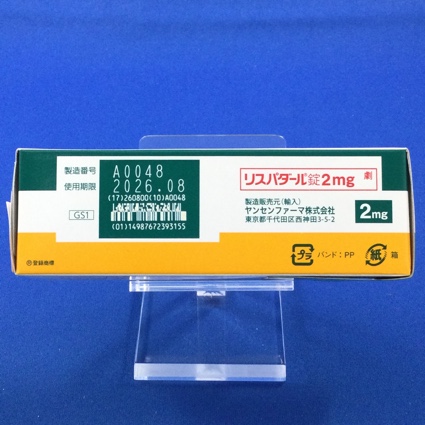 製造番号 A0048
使用期限 2026.08
(17)260800(10)A0048
GS1
(01)14987672393155
リスパダール錠2mg 劇
製造販売元(輸入)
ヤンセンファーマ株式会社
東京都千代田区西神田3-5-2
2mg
Ⓡ登録商標
プラ バンド:PP 紙 箱